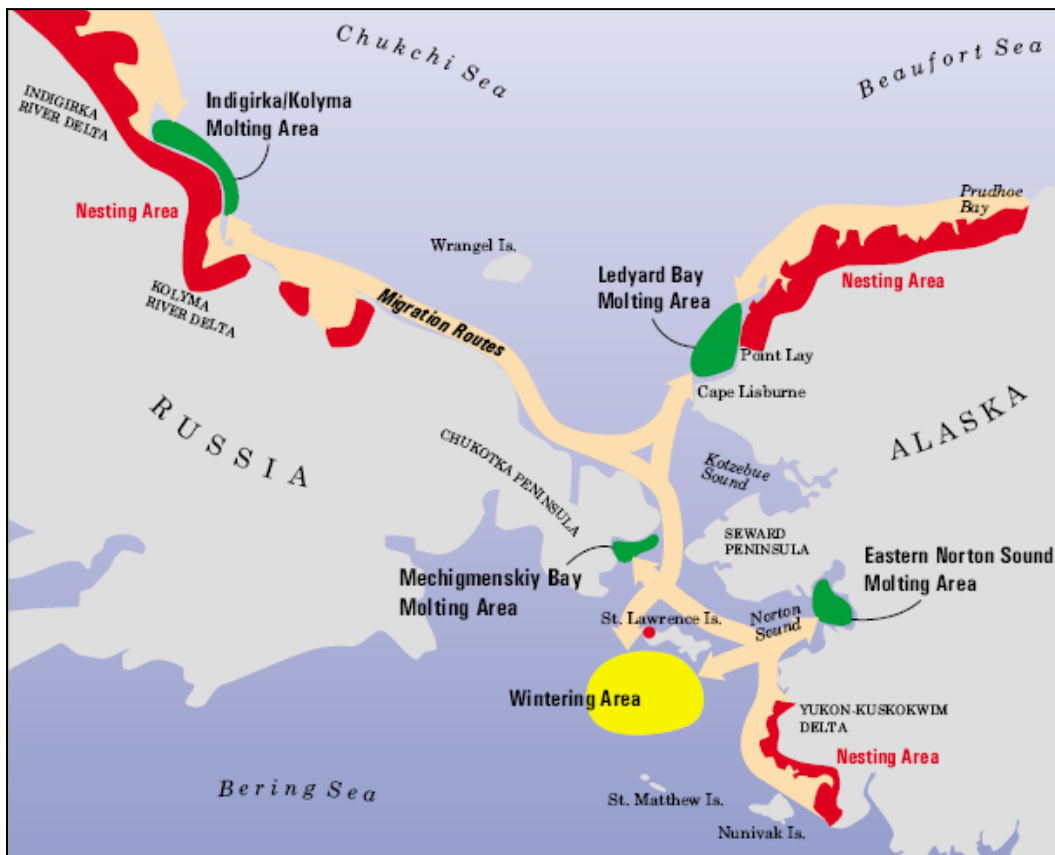 Chukchi Sea
Beaufort Sea
INDIGIRKA
RIVER DELTA
Indigirka/Kolyma
Molting Area
Nesting Area
KOLYMA
RIVER DELTA
Wrangel Is.
Migration Routes
Prudhoe
Bay
Nesting Area
Ledyard Bay
Molting Area
Point Lay
Cape Lisburne
RUSSIA
ALASKA
CHUKOTKA
PENINSULA
Kotzebue
Sound
SEWARD
PENINSULA
Mechigmenskiy Bay
Molting Area
Eastern Norton Sound
Molting Area
St. Lawrence Is.
Norton
Sound
Wintering Area
YUKON-KUSKOKWIM
DELTA
Nesting Area
Bering Sea
St. Matthew Is.
Nunivak Is.